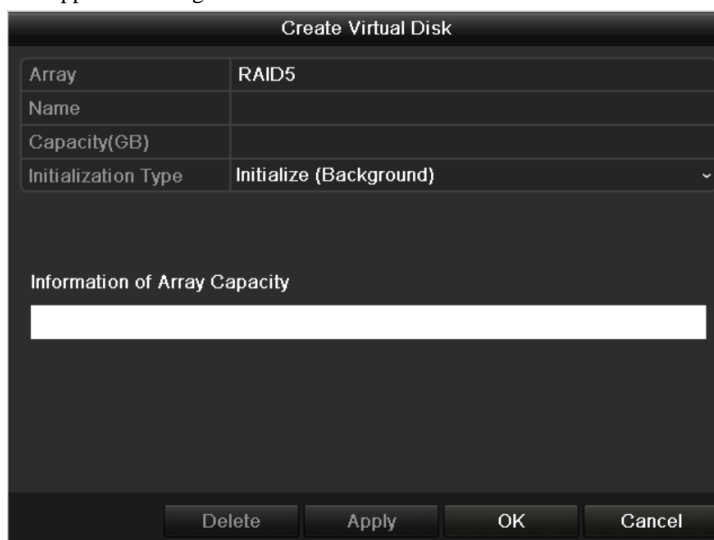 Create Virtual Disk
Array RAID5
Name
Capacity(GB)
Initialization Type Initialize (Background)
Information of Array Capacity
Delete Apply OK Cancel